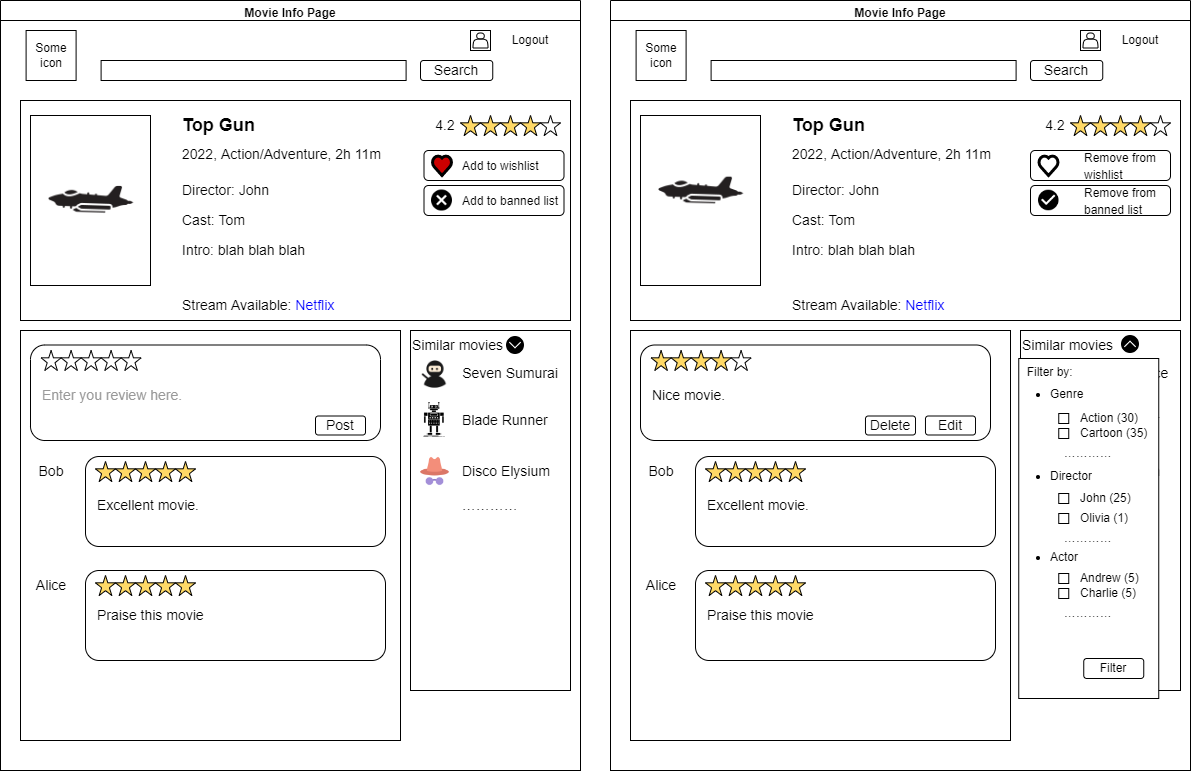 Movie Info Page
Some
icon
Logout
Search
Top Gun
4.2
2022, Action/Adventure, 2h 11m
Add to wishlist
Director: John
Add to banned list
Cast: Tom
Intro: blah blah blah
Stream Available: Netflix
Enter you review here.
Post
Bob
Excellent movie.
Alice
Praise this movie
Similar movies
Seven Sumurai
Blade Runner
Disco Elysium
............
Movie Info Page
Some
icon
Logout
Search
Top Gun
4.2
2022, Action/Adventure, 2h 11m
Remove from
wishlist
Director: John
Remove from
banned list
Cast: Tom
Intro: blah blah blah
Stream Available: Netflix
Nice movie.
Delete
Edit
Bob
Excellent movie.
Alice
Praise this movie
Similar movies
Filter by:
• Genre
Action (30)
Cartoon (35)
............
• Director
John (25)
Olivia (1)
............
• Actor
Andrew (5)
Charlie (5)
............
Filter